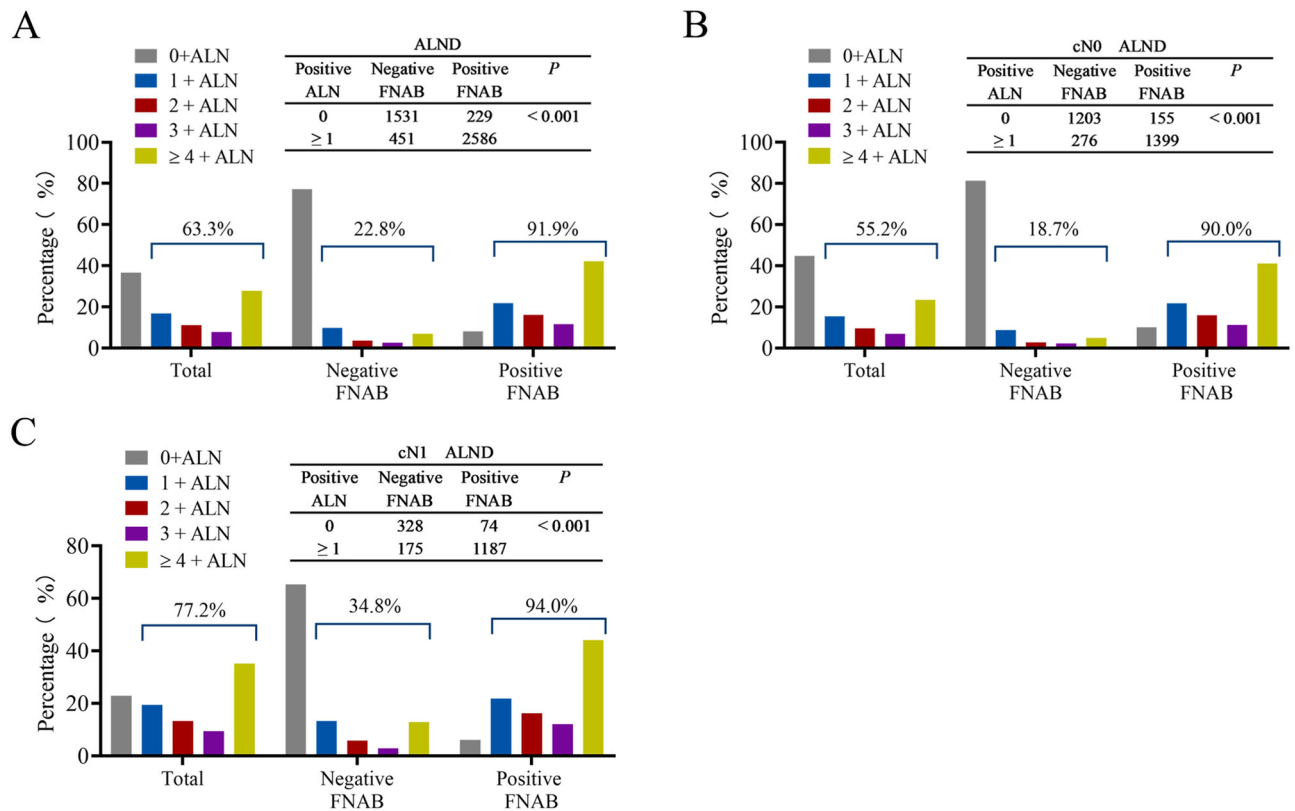 A
0+ALN
1 + ALN
2 + ALN
3 + ALN
≥ 4 + ALN
ALND
Positive ALN Negative FNAB Positive FNAB P
0 1531 229 < 0.001
≥ 1 451 2586
Percentage ( %)
100
80
60
40
20
0
63.3%
22.8%
91.9%
Total
Negative FNAB
Positive FNAB
B
0+ALN
1 + ALN
2 + ALN
3 + ALN
≥ 4 + ALN
cN0 ALND
Positive ALN Negative FNAB Positive FNAB P
0 1203 155 < 0.001
≥ 1 276 1399
Percentage ( %)
100
80
60
40
20
0
55.2%
18.7%
90.0%
Total
Negative FNAB
Positive FNAB
C
0+ALN
1 + ALN
2 + ALN
3 + ALN
≥ 4 + ALN
cN1 ALND
Positive ALN Negative FNAB Positive FNAB P
0 328 74 < 0.001
≥ 1 175 1187
Percentage ( %)
80
60
40
20
0
77.2%
34.8%
94.0%
Total
Negative FNAB
Positive FNAB